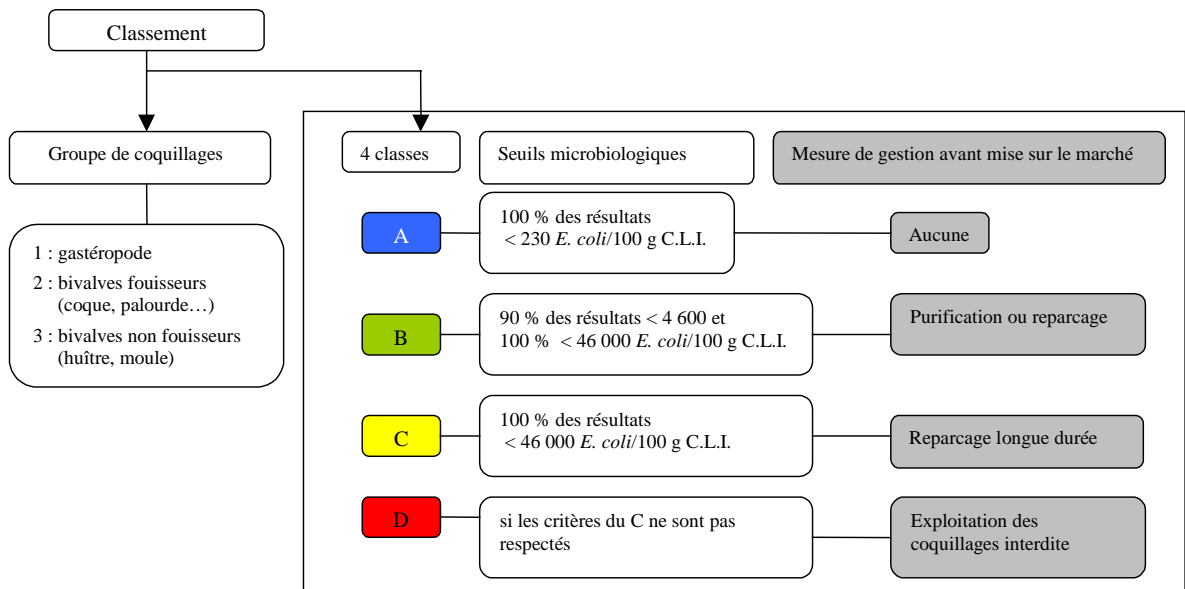 Classement
Groupe de coquillages
4 classes
Seuils microbiologiques
Mesure de gestion avant mise sur le marché
1 : gastéropode
2 : bivalves fouisseurs
(coque, palourde…)
3 : bivalves non fouisseurs
(huître, moule)
A
100 % des résultats
< 230 E. coli/100 g C.L.I.
Aucune
B
90 % des résultats < 4 600 et
100 % < 46 000 E. coli/100 g C.L.I.
Purification ou reparcage
C
100 % des résultats
< 46 000 E. coli/100 g C.L.I.
Reparcage longue durée
D
si les critères du C ne sont pas
respectés
Exploitation des
coquillages interdite